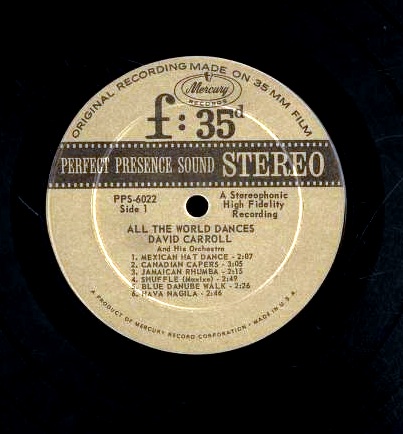 ORIGINAL RECORDING MADE ON 35 MM FILM
Mercury
RECORDS
f:35d
PERFECT PRESENCE SOUND STEREO
PPS-6022
Side 1
A Stereophonic
High Fidelity
Recording
ALL THE WORLD DANCES
DAVID CARROLL
And His Orchestra
1. MEXICAN HAT DANCE - 2:07
2. CANADIAN CAPERS - 3:05
3. JAMAICAN RHUMBA - 2:15
4. SHUFFLE (Maxixe) - 2:49
5. BLUE DANUBE WALK - 2:26
6. HAVA NAGILA - 2:46
A PRODUCT OF MERCURY RECORD CORPORATION • MADE IN U.S.A.